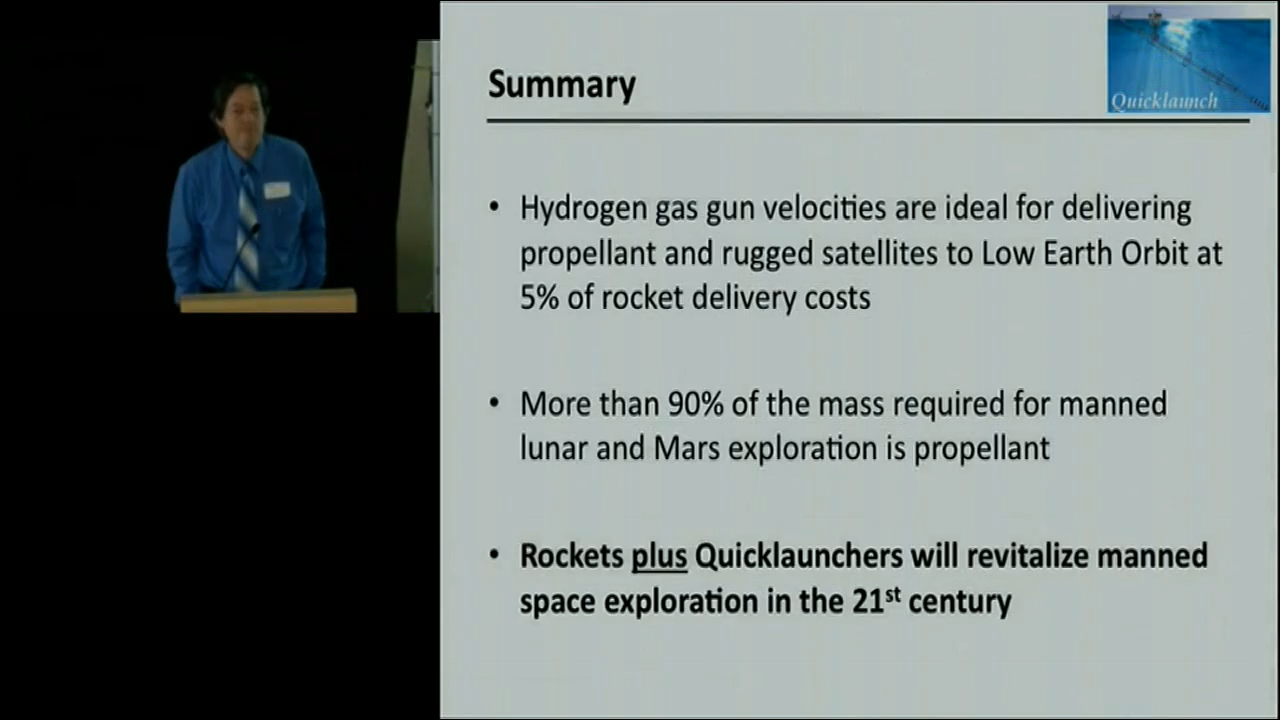 Summary
Quicklaunch
• Hydrogen gas gun velocities are ideal for delivering
propellant and rugged satellites to Low Earth Orbit at
5% of rocket delivery costs
• More than 90% of the mass required for manned
lunar and Mars exploration is propellant
• Rockets plus Quicklaunchers will revitalize manned
space exploration in the 21st century